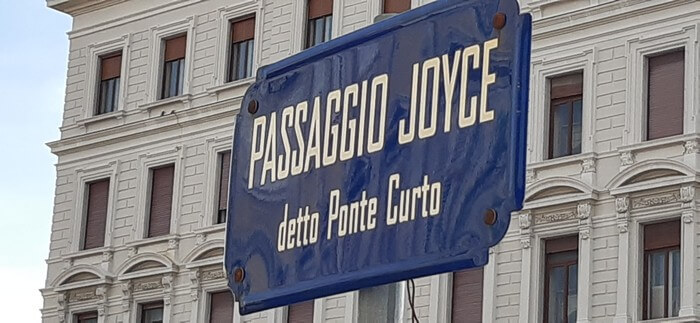 PASSAGGIO JOYCE
detto Ponte Curto